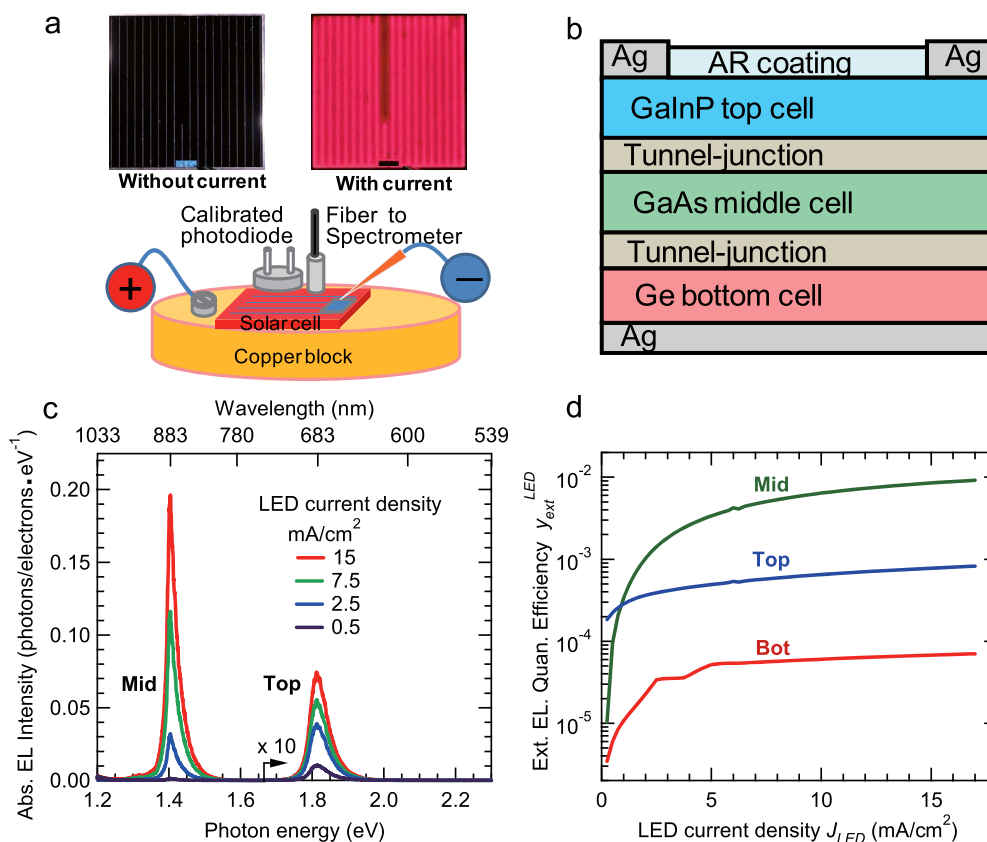 a
Without current
With current
Calibrated
photodiode
Fiber to
Spectrometer
+
−
Solar cell
Copper block
b
Ag
AR coating
Ag
GaInP top cell
Tunnel-junction
GaAs middle cell
Tunnel-junction
Ge bottom cell
Ag
c
Wavelength (nm)
1033 883 780 683 600 539
Abs. EL Intensity (photons/electrons·eV⁻¹)
0.20
0.15
0.10
0.05
0.00
LED current density
mA/cm²
15
7.5
2.5
0.5
Mid
Top
x 10
1.2 1.4 1.6 1.8 2.0 2.2
Photon energy (eV)
d
Ext. EL. Quan. Efficiency y_ext^LED
10⁻²
10⁻³
10⁻⁴
10⁻⁵
Mid
Top
Bot
0 5 10 15
LED current density J_LED (mA/cm²)